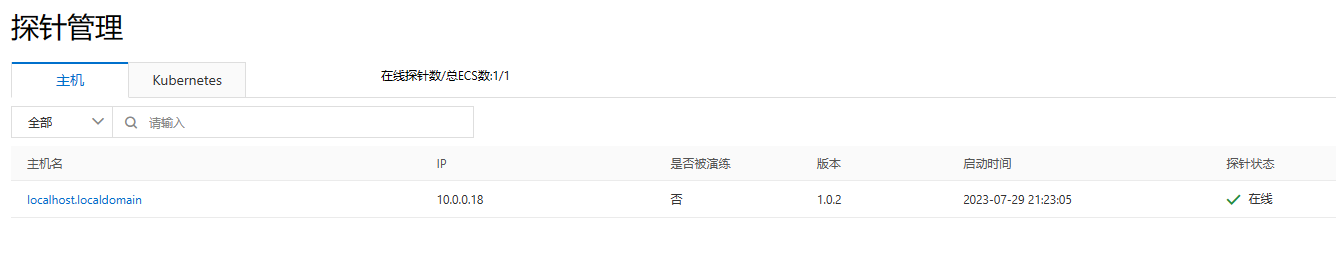 探针管理
主机 Kubernetes 在线探针数/总ECS数:1/1
全部 请输入
主机名 IP 是否被演练 版本 启动时间 探针状态
localhost.localdomain 10.0.0.18 否 1.0.2 2023-07-29 21:23:05 在线